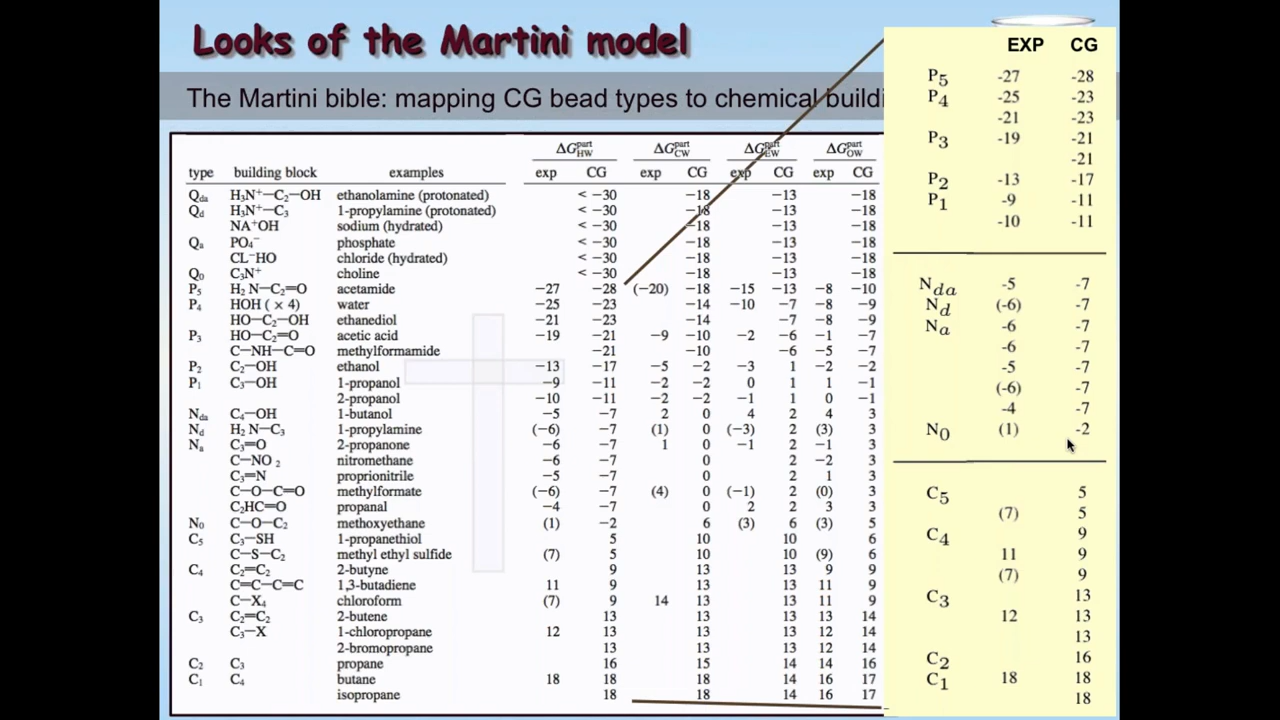 Looks of the Martini model
The Martini bible: mapping CG bead types to chemical buildi
ΔG^part_HW ΔG^part_CW ΔG^part_EW ΔG^part_OW
type building block examples exp CG exp CG exp CG exp CG
Qda H₃N⁺–C₂–OH ethanolamine (protonated) < −30 −18 −13 −18
Qd H₃N⁺–C₃ 1-propylamine (protonated) < −30 −18 −13 −18
NA⁺OH sodium (hydrated) < −30 −18 −13 −18
Qa PO₄⁻ phosphate < −30 −18 −13 −18
CL⁻HO chloride (hydrated) < −30 −18 −13 −18
Q₀ C₃N⁺ choline < −30 −18 −13 −18
P₅ H₂ N–C₂=O acetamide −27 −28 (−20) −18 −15 −13 −8 −10
P₄ HOH ( × 4) water −25 −23 −14 −10 −7 −8 −9
HO–C₂–OH ethanediol −21 −23 −14 −7 −8 −9
P₃ HO–C₂=O acetic acid −19 −21 −9 −10 −2 −6 −1 −7
C–NH–C=O methylformamide −21 −10 −6 −5 −7
P₂ C₂–OH ethanol −13 −17 −5 −2 −3 1 −2 −2
P₁ C₃–OH 1-propanol −9 −11 −2 −2 0 1 1 −1
2-propanol −10 −11 −2 −2 −1 1 0 −1
Nda C₄–OH 1-butanol −5 −7 2 0 4 2 4 3
Nd H₂ N–C₃ 1-propylamine (−6) −7 (1) 0 (−3) 2 (3) 3
Na C₃=O 2-propanone −6 −7 1 0 −1 2 −1 3
C–NO ₂ nitromethane −6 −7 0 2 −2 3
C₃=N proprionitrile −5 −7 0 2 1 3
C–O–C=O methylformate (−6) −7 (4) 0 (−1) 2 (0) 3
C₂HC=O propanal −4 −7 0 2 2 3 3
N₀ C–O–C₂ methoxyethane (1) −2 6 (3) 6 (3) 5
C₅ C₃–SH 1-propanethiol 5 10 10 6
C–S–C₂ methyl ethyl sulfide (7) 5 10 10 (9) 6
C₄ C₂≡C₂ 2-butyne 9 13 13 9 9
C=C–C=C 1,3-butadiene 11 9 13 13 11 9
C–X₄ chloroform (7) 9 14 13 13 11 9
C₃ C₂=C₂ 2-butene 13 13 13 13 14
C₃–X 1-chloropropane 12 13 13 13 12 14
2-bromopropane 13 13 13 12 14
C₂ C₃ propane 16 15 14 14 16
C₁ C₄ butane 18 18 18 14 16 17
isopropane 18 18 14 16 17
EXP CG
P5 -27 -28
P4 -25 -23
-21 -23
P3 -19 -21
-21
P2 -13 -17
P1 -9 -11
-10 -11
Nda -5 -7
Nd (-6) -7
Na -6 -7
-6 -7
-5 -7
(-6) -7
-4 -7
N0 (1) -2
C5 5
(7) 5
C4 9
11 9
(7) 9
C3 13
12 13
13
C2 16
C1 18 18
18